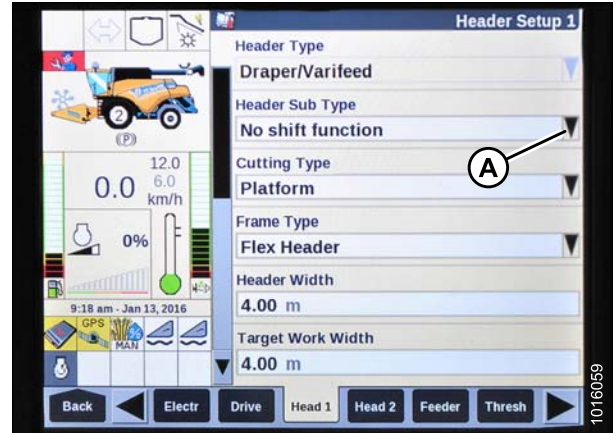 Header Setup 1
Header Type
Draper/Varifeed
Header Sub Type
No shift function
A
Cutting Type
Platform
Frame Type
Flex Header
Header Width
4.00 m
Target Work Width
4.00 m
2
(P)
12.0
0.0 6.0
km/h
0%
9:18 am - Jan 13, 2016
GPS
%
MAN
Back
Electr
Drive
Head 1
Head 2
Feeder
Thresh
1016059